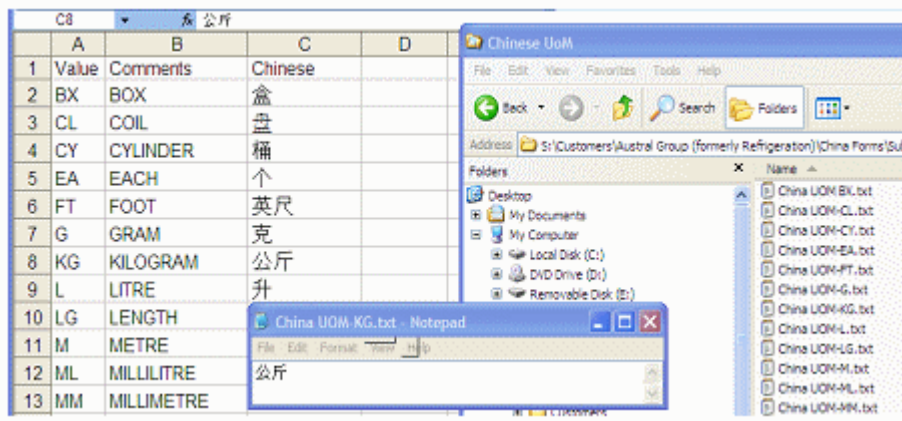 C8 fx 公斤
A B C D
1 Value Comments Chinese
2 BX BOX 盒
3 CL COIL 盘
4 CY CYLINDER 桶
5 EA EACH 个
6 FT FOOT 英尺
7 G GRAM 克
8 KG KILOGRAM 公斤
9 L LITRE 升
10 LG LENGTH
11 M METRE
12 ML MILLILITRE
13 MM MILLIMETRE
Chinese UoM
File Edit View Favorites Tools Help
Back Search Folders
Address S:\Customers\Austral Group (formerly Refrigeration)\China Forms\Su
Folders
Desktop
My Documents
My Computer
Local Disk (C:)
DVD Drive (D:)
Removable Disk (E:)
Customers
Name
China UOM-BX.txt
China UOM-CL.txt
China UOM-CY.txt
China UOM-EA.txt
China UOM-FT.txt
China UOM-G.txt
China UOM-KG.txt
China UOM-L.txt
China UOM-LG.txt
China UOM-M.txt
China UOM-ML.txt
China UOM-MM.txt
China UOM-KG.txt - Notepad
File Edit Format View Help
公斤